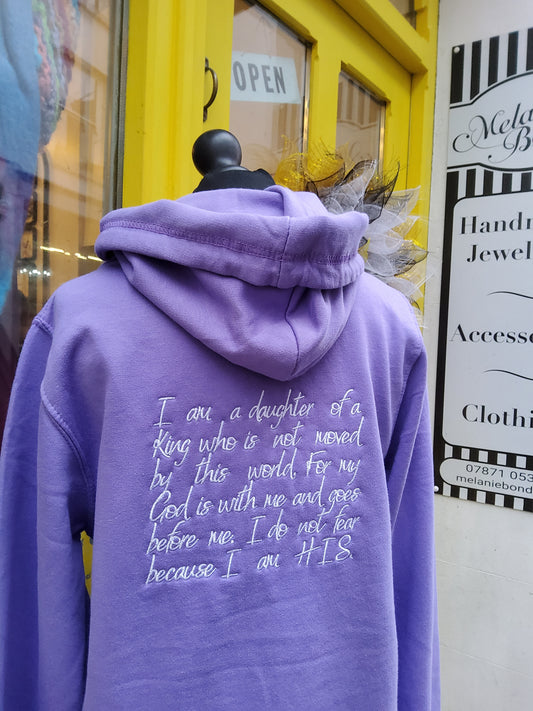 OPEN
I am a daughter of a
King who is not moved
by this world. For my
God is with me and goes
before me. I do not fear
because I am HIS.
Handm
Jewel
Accesso
Clothi
07871 053
melaniebond